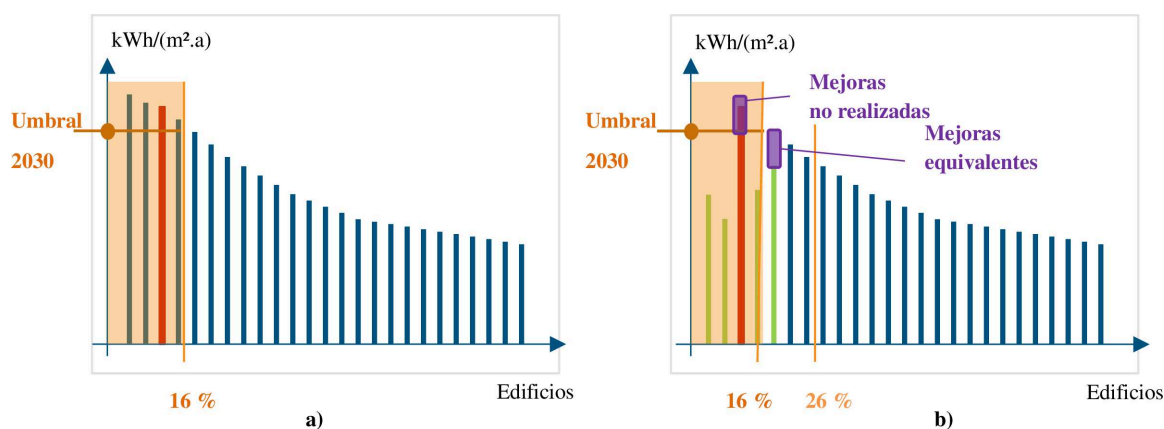 kWh/(m².a)
Umbral
2030
16 %
Edificios
a)
kWh/(m².a)
Mejoras
no realizadas
Umbral
2030
Mejoras
equivalentes
16 %
26 %
Edificios
b)